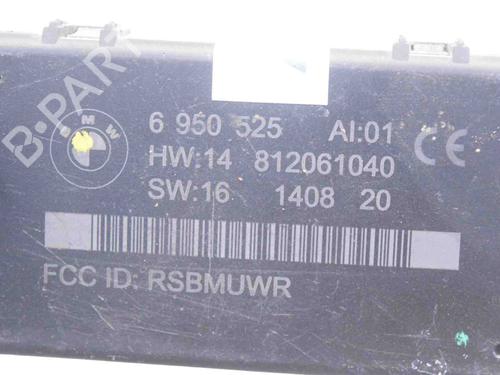 B-PARTS
BMW
6 950 525 AI:01
HW:14 812061040 CE
SW:16 1408 20
FCC ID: RSBMUWR